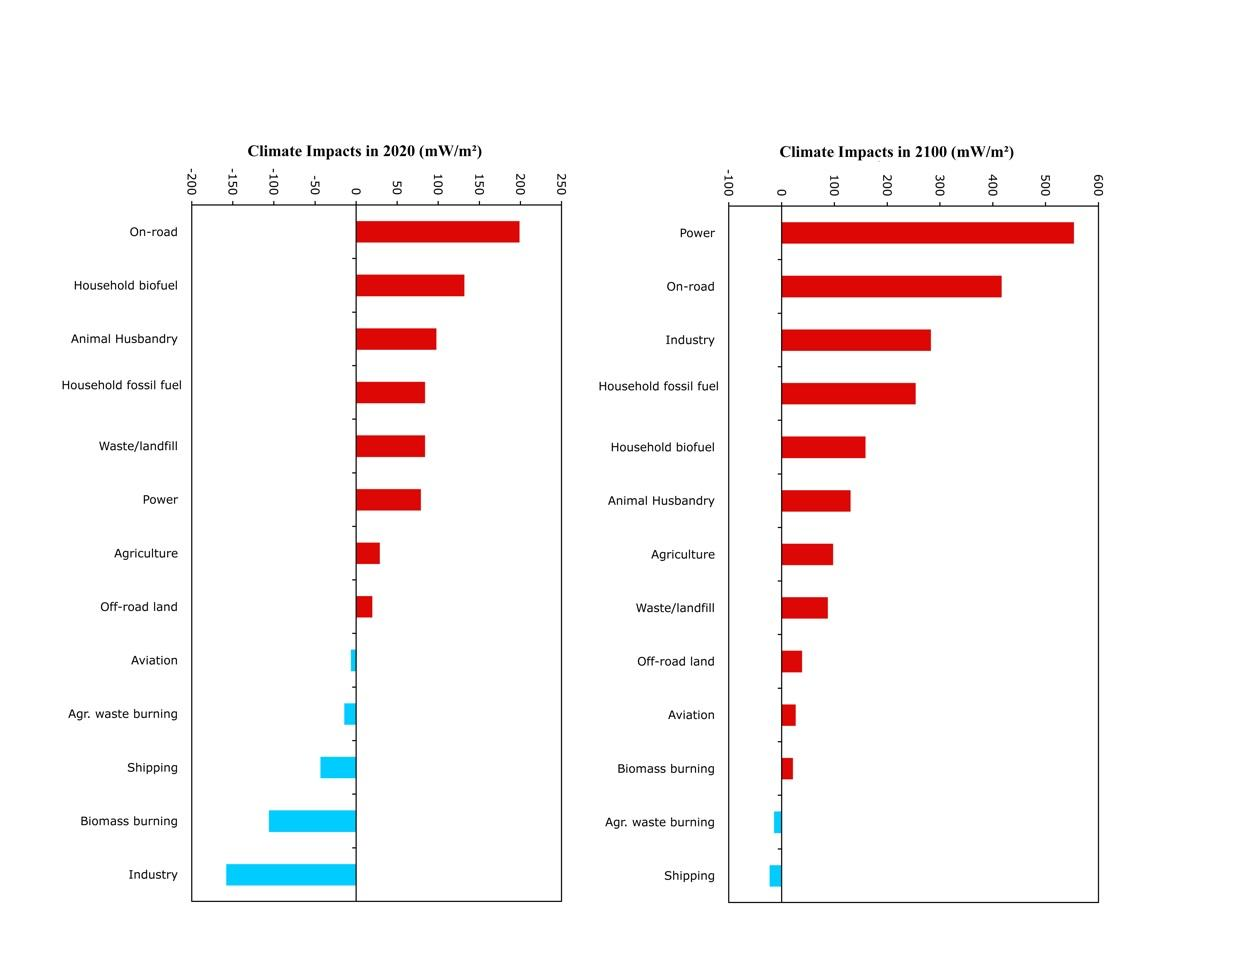 Climate Impacts in 2020 (mW/m²)
-200 -150 -100 -50 0 50 100 150 200 250
On-road
Household biofuel
Animal Husbandry
Household fossil fuel
Waste/landfill
Power
Agriculture
Off-road land
Aviation
Agr. waste burning
Shipping
Biomass burning
Industry
Climate Impacts in 2100 (mW/m²)
-100 0 100 200 300 400 500 600
Power
On-road
Industry
Household fossil fuel
Household biofuel
Animal Husbandry
Agriculture
Waste/landfill
Off-road land
Aviation
Biomass burning
Agr. waste burning
Shipping